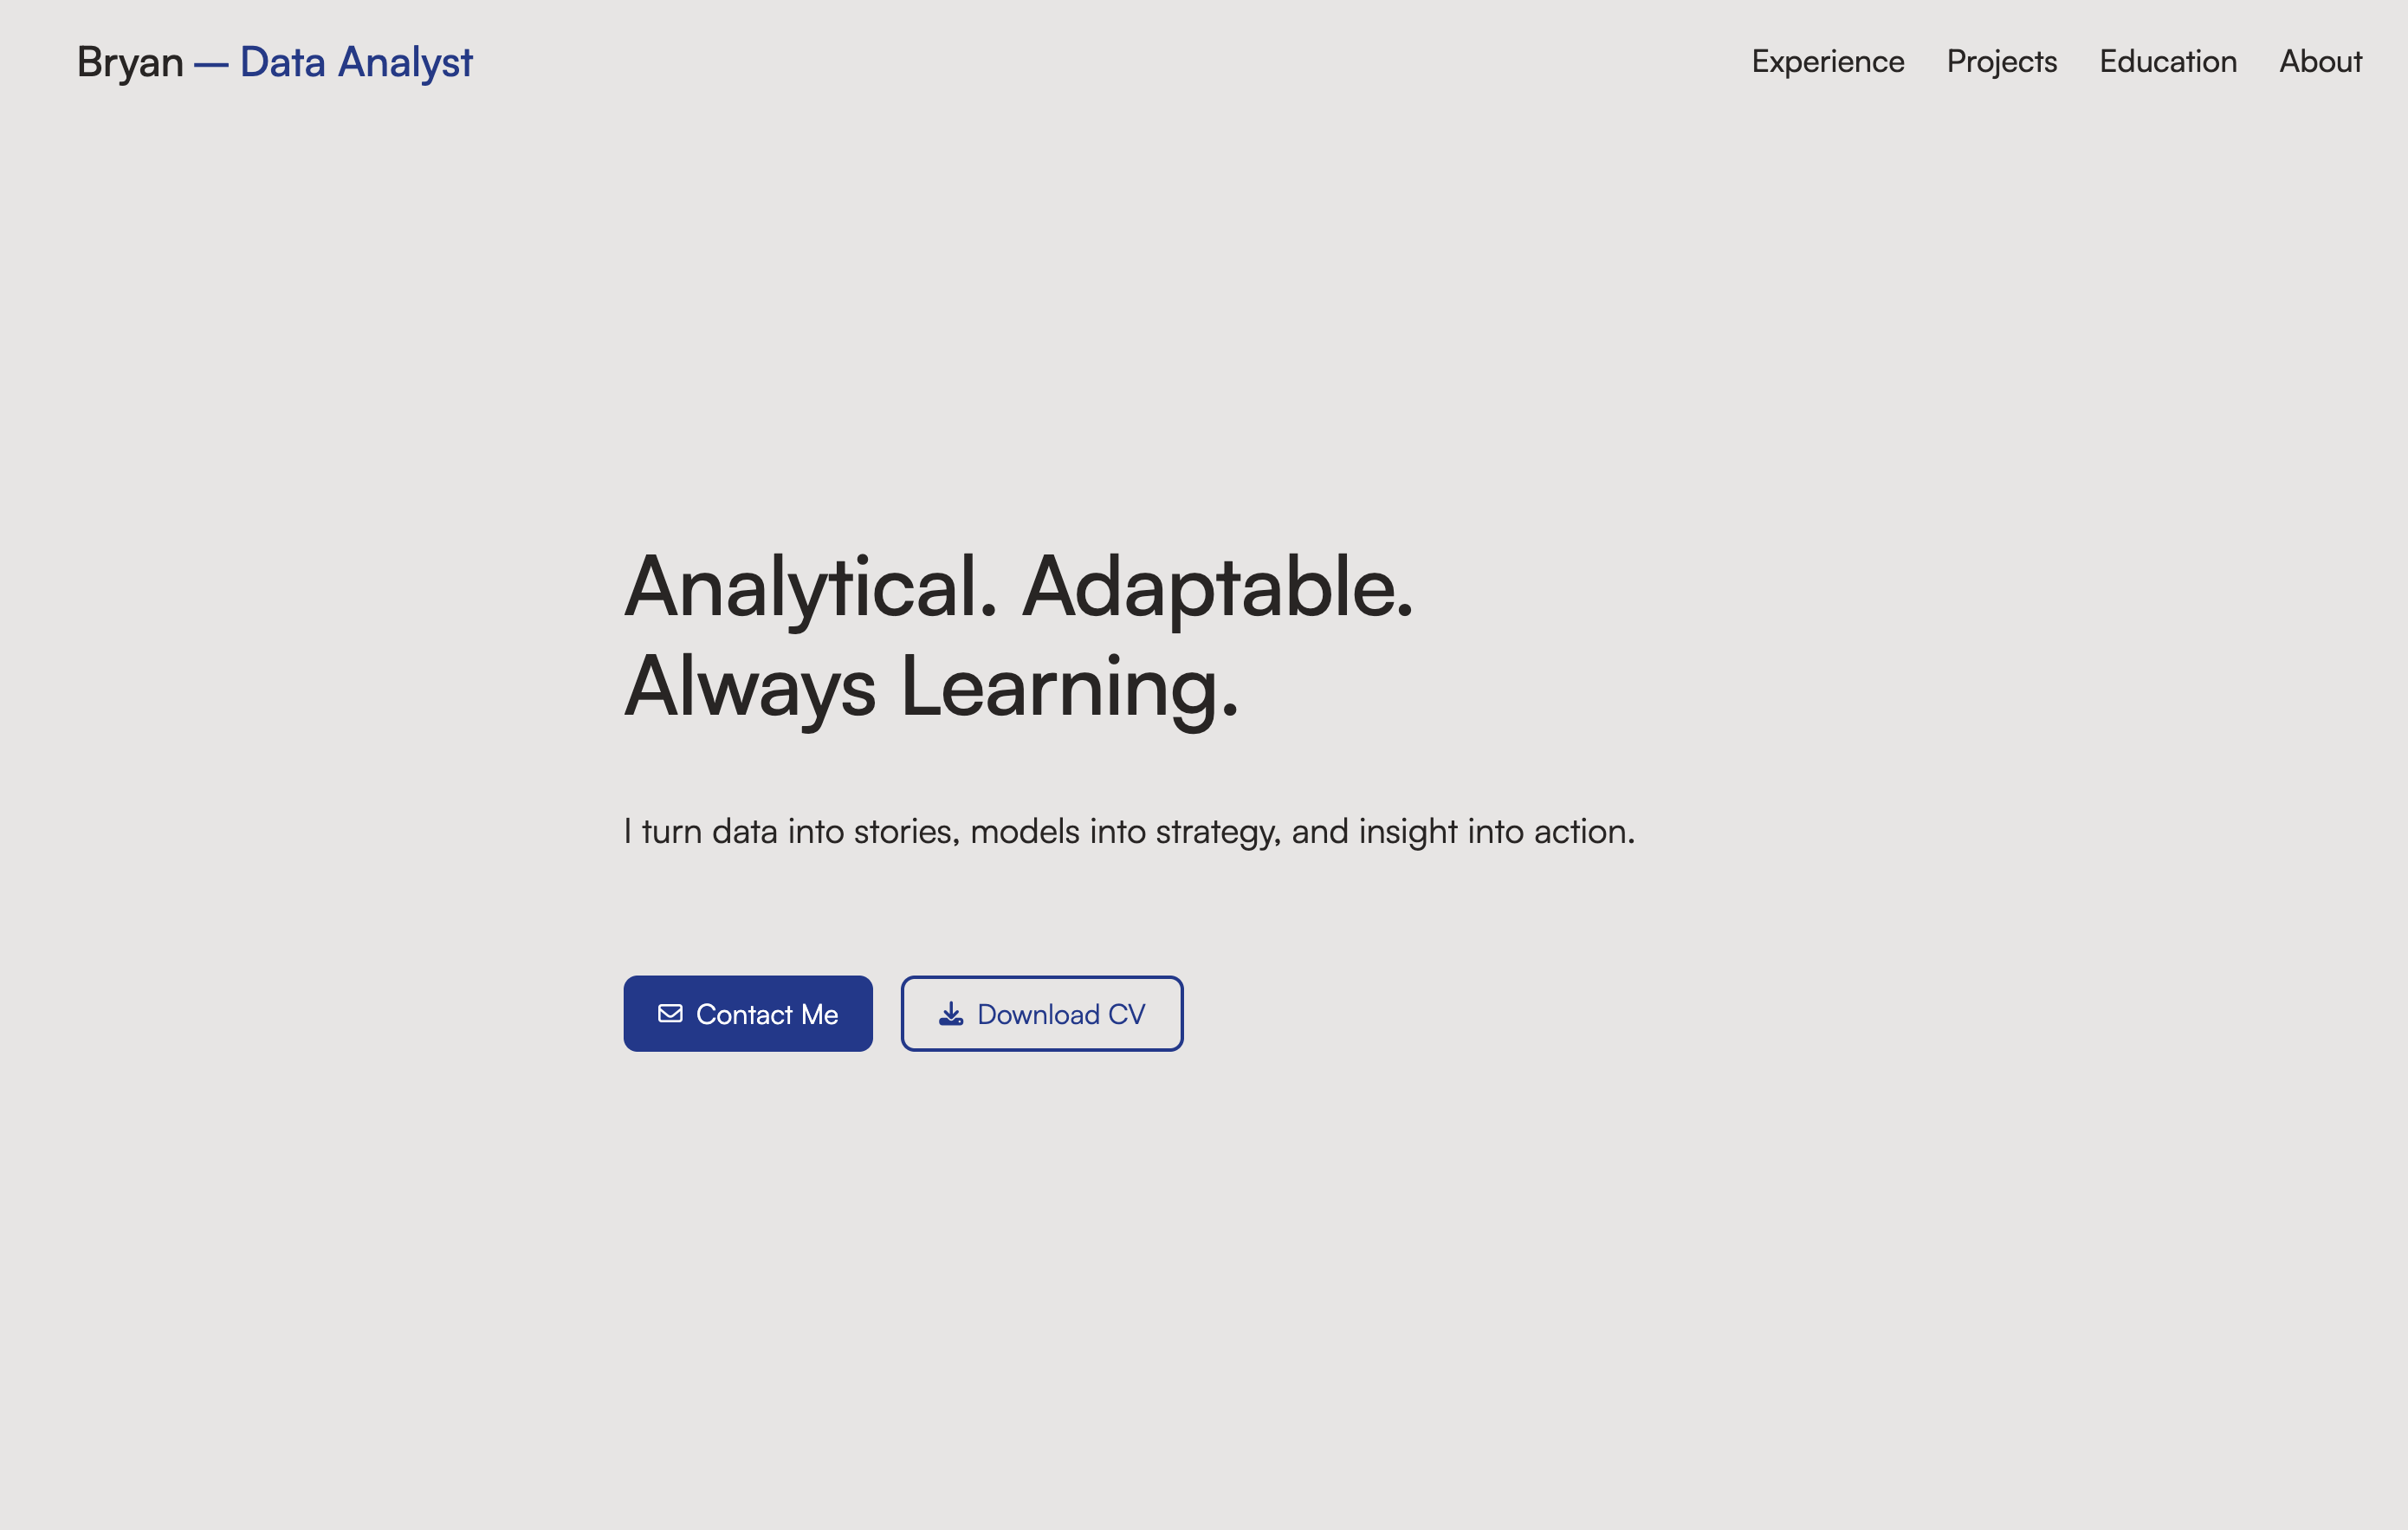 Bryan — Data Analyst
Experience Projects Education About
Analytical. Adaptable.
Always Learning.
I turn data into stories, models into strategy, and insight into action.
Contact Me
Download CV